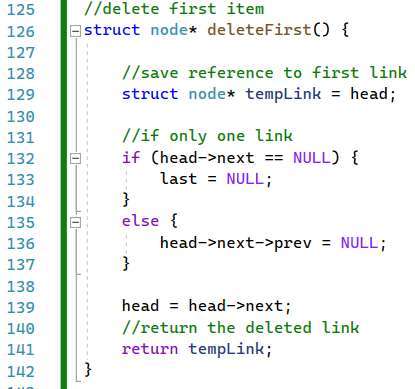 125 //delete first item
126 struct node* deleteFirst() {
127
128 //save reference to first link
129 struct node* tempLink = head;
130
131 //if only one link
132 if (head->next == NULL) {
133 last = NULL;
134 }
135 else {
136 head->next->prev = NULL;
137 }
138
139 head = head->next;
140 //return the deleted link
141 return tempLink;
142 }